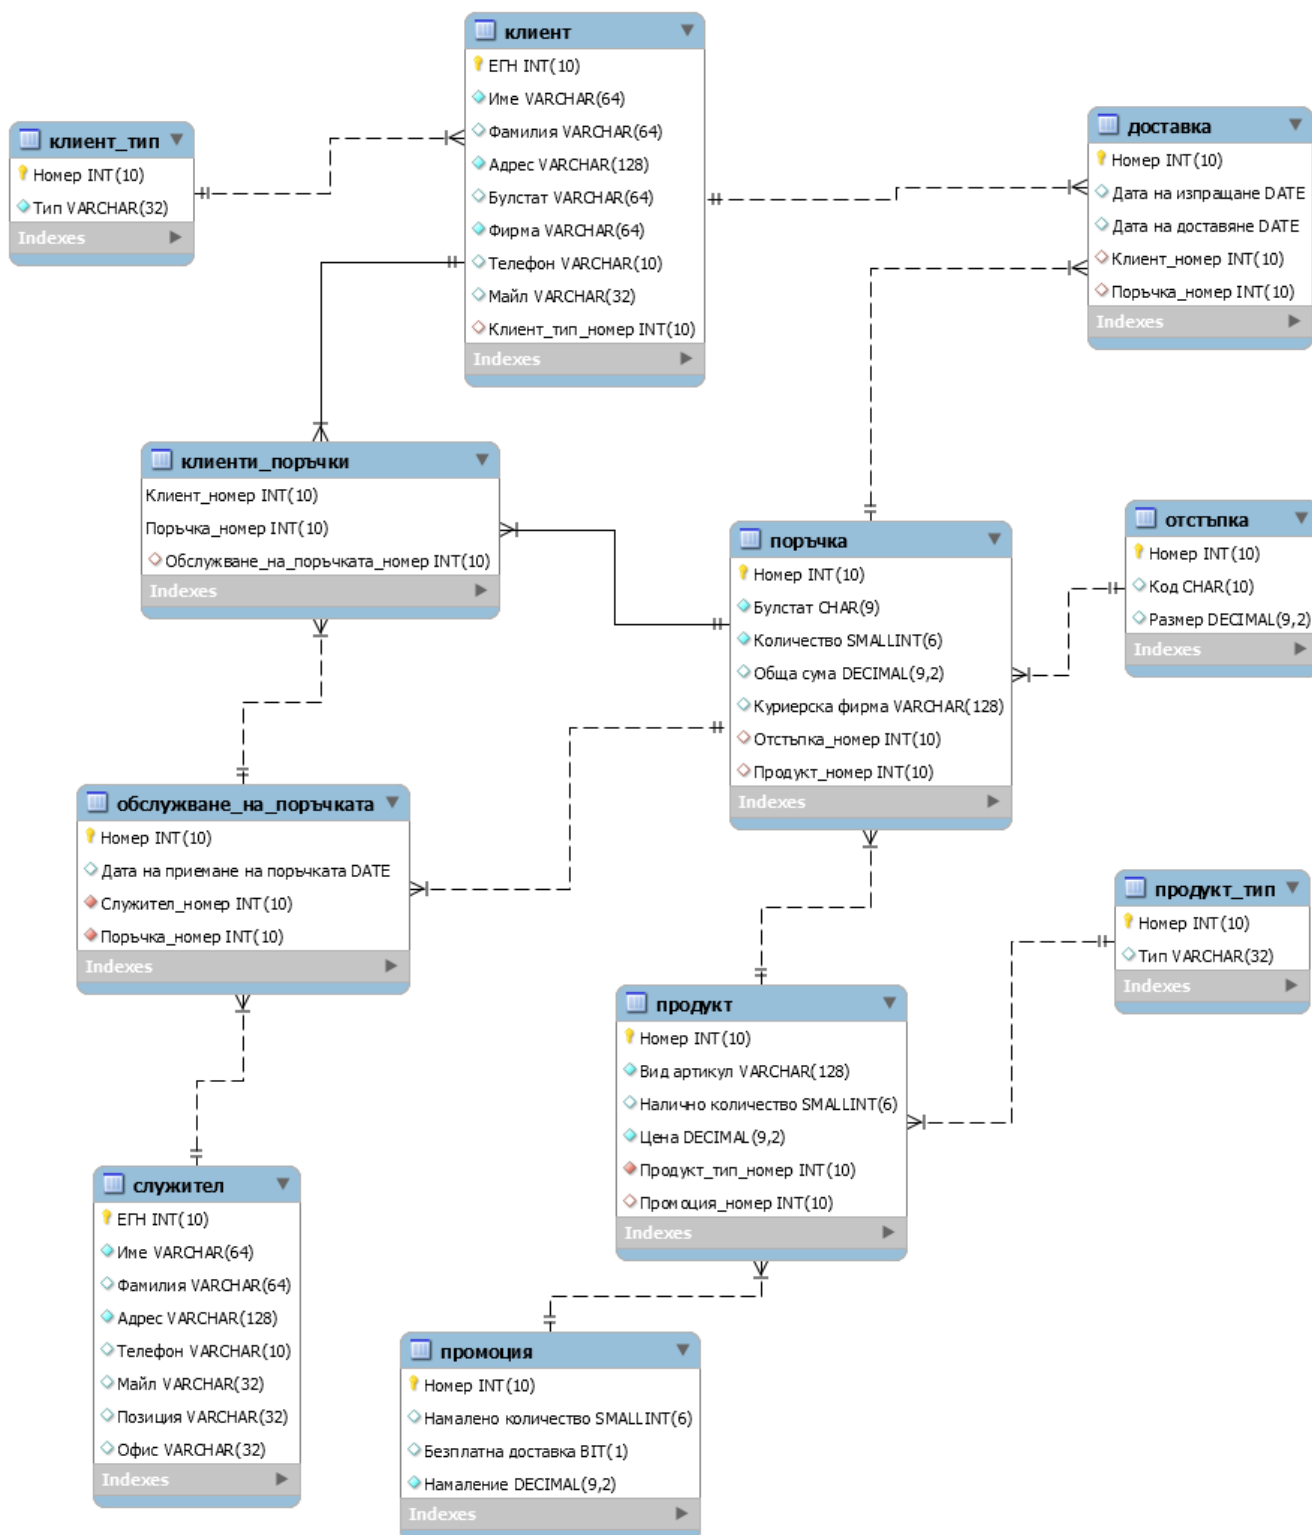 клиент
ЕГН INT(10)
Име VARCHAR(64)
Фамилия VARCHAR(64)
Адрес VARCHAR(128)
Булстат VARCHAR(64)
Фирма VARCHAR(64)
Телефон VARCHAR(10)
Майл VARCHAR(32)
Клиент_тип_номер INT(10)
Indexes
клиент_тип
Номер INT(10)
Тип VARCHAR(32)
Indexes
доставка
Номер INT(10)
Дата на изпращане DATE
Дата на доставяне DATE
Клиент_номер INT(10)
Поръчка_номер INT(10)
Indexes
клиенти_поръчки
Клиент_номер INT(10)
Поръчка_номер INT(10)
Обслужване_на_поръчката_номер INT(10)
Indexes
поръчка
Номер INT(10)
Булстат CHAR(9)
Количество SMALLINT(6)
Обща сума DECIMAL(9,2)
Куриерска фирма VARCHAR(128)
Отстъпка_номер INT(10)
Продукт_номер INT(10)
Indexes
отстъпка
Номер INT(10)
Код CHAR(10)
Размер DECIMAL(9,2)
Indexes
обслужване_на_поръчката
Номер INT(10)
Дата на приемане на поръчката DATE
Служител_номер INT(10)
Поръчка_номер INT(10)
Indexes
продукт_тип
Номер INT(10)
Тип VARCHAR(32)
Indexes
продукт
Номер INT(10)
Вид артикул VARCHAR(128)
Налично количество SMALLINT(6)
Цена DECIMAL(9,2)
Продукт_тип_номер INT(10)
Промоция_номер INT(10)
Indexes
служител
ЕГН INT(10)
Име VARCHAR(64)
Фамилия VARCHAR(64)
Адрес VARCHAR(128)
Телефон VARCHAR(10)
Майл VARCHAR(32)
Позиция VARCHAR(32)
Офис VARCHAR(32)
Indexes
промоция
Номер INT(10)
Намалено количество SMALLINT(6)
Безплатна доставка BIT(1)
Намаление DECIMAL(9,2)
Indexes